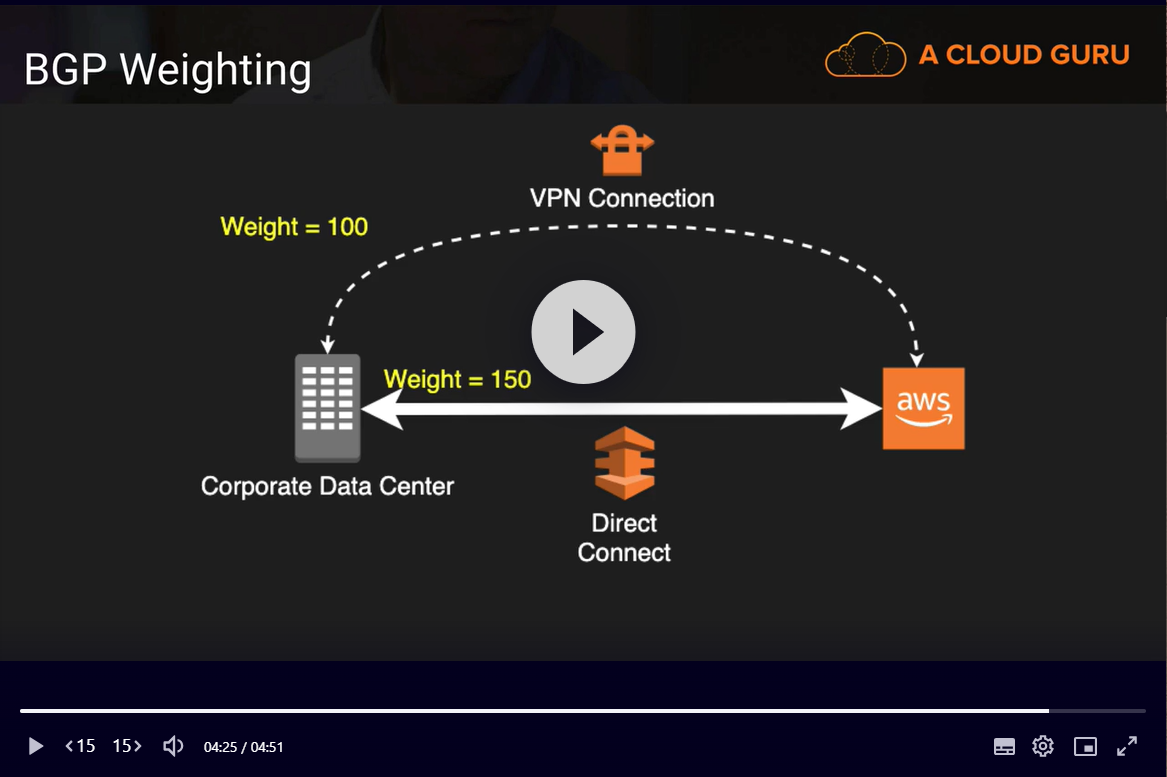 BGP Weighting
A CLOUD GURU
VPN Connection
Weight = 100
Weight = 150
aws
Corporate Data Center
Direct
Connect
15
15
04:25 / 04:51